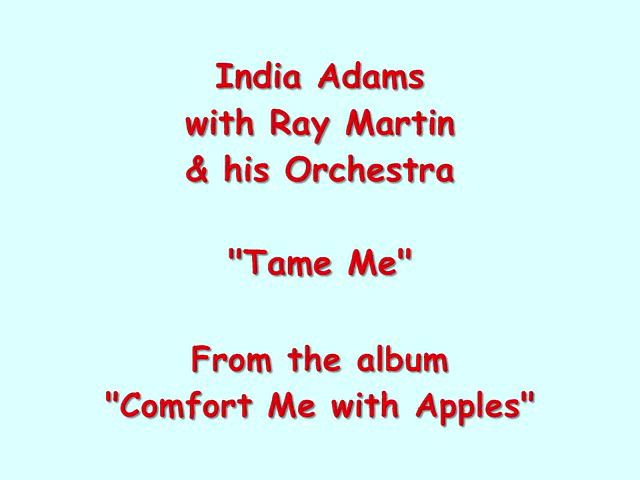 India Adams
with Ray Martin
& his Orchestra
"Tame Me"
From the album
"Comfort Me with Apples"